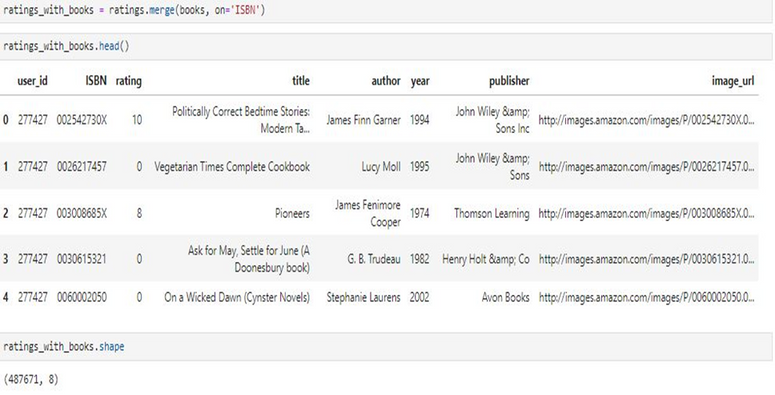 ratings_with_books = ratings.merge(books, on='ISBN')
ratings_with_books.head()
user_id ISBN rating title author year publisher image_url
0 277427 002542730X 10 Politically Correct Bedtime Stories: Modern Ta... James Finn Garner 1994 John Wiley &amp; Sons Inc http://images.amazon.com/images/P/002542730X.0...
1 277427 0026217457 0 Vegetarian Times Complete Cookbook Lucy Moll 1995 John Wiley &amp; Sons http://images.amazon.com/images/P/0026217457.0...
2 277427 003008685X 8 Pioneers James Fenimore Cooper 1974 Thomson Learning http://images.amazon.com/images/P/003008685X.0...
3 277427 0030615321 0 Ask for May, Settle for June (A Doonesbury book) G. B. Trudeau 1982 Henry Holt &amp; Co http://images.amazon.com/images/P/0030615321.0...
4 277427 0060002050 0 On a Wicked Dawn (Cynster Novels) Stephanie Laurens 2002 Avon Books http://images.amazon.com/images/P/0060002050.0...
ratings_with_books.shape
(487671, 8)